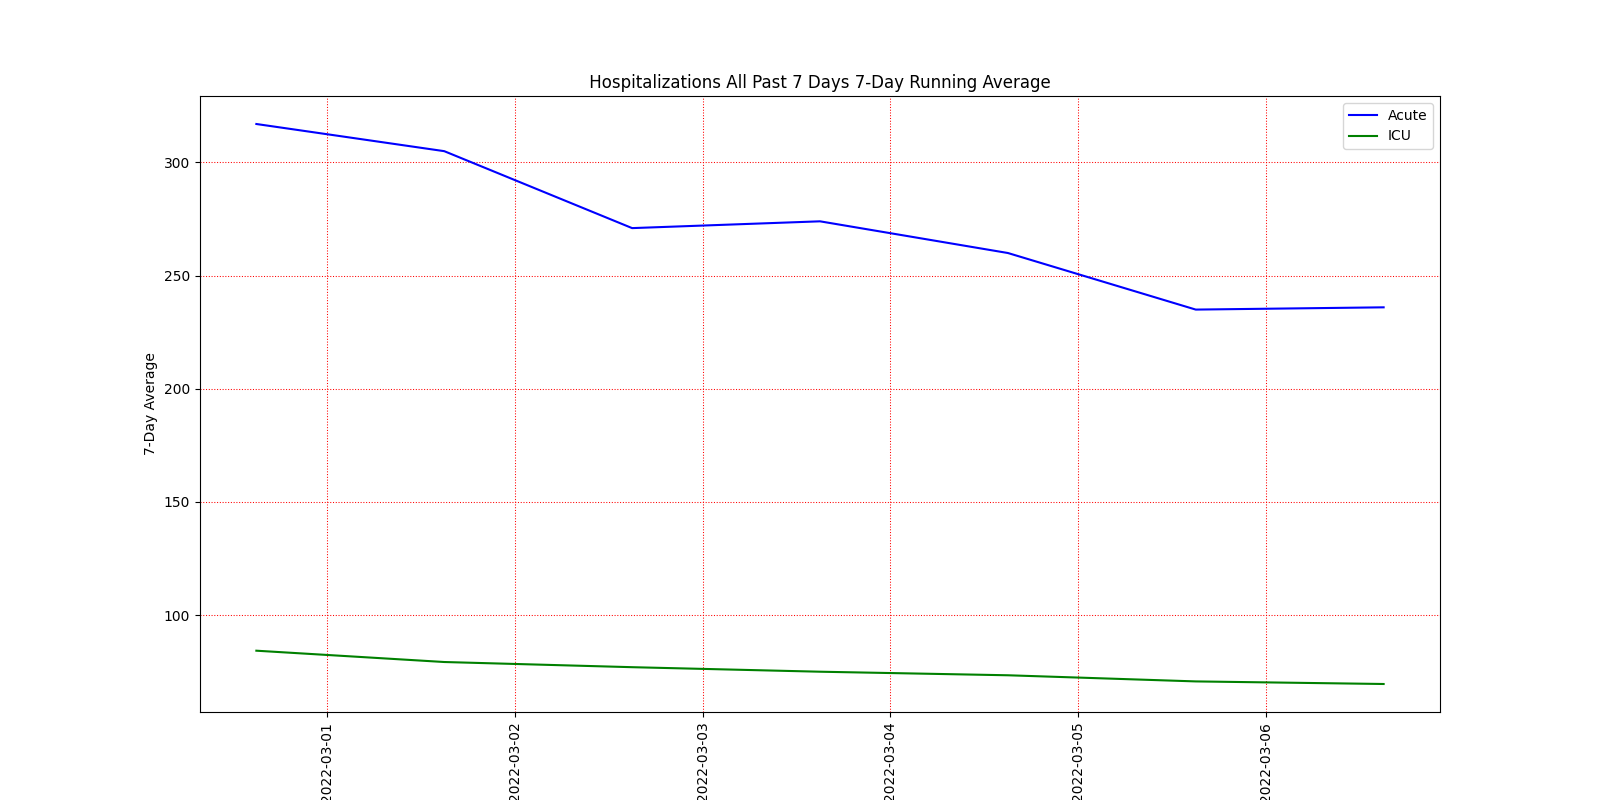 Hospitalizations All Past 7 Days 7-Day Running Average
Acute
ICU
7-Day Average
300
250
200
150
100
2022-03-01
2022-03-02
2022-03-03
2022-03-04
2022-03-05
2022-03-06